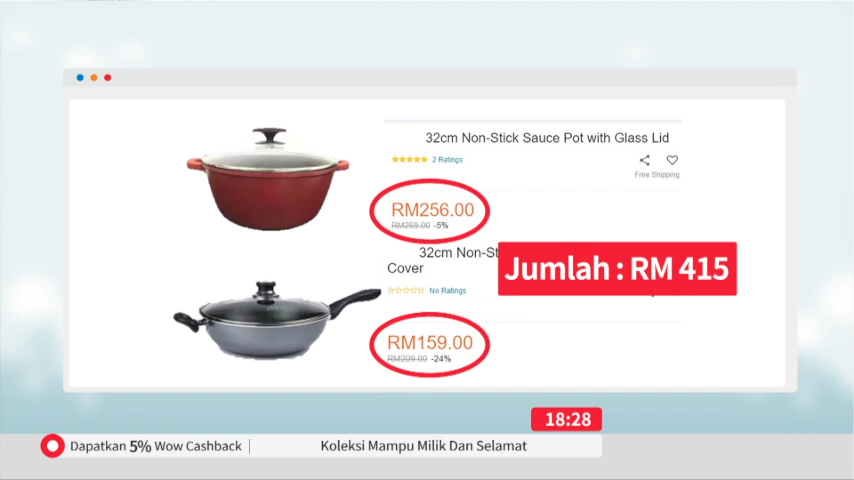 32cm Non-Stick Sauce Pot with Glass Lid
2 Ratings
Free Shipping
RM256.00
RM269.00 -5%
32cm Non-St
Cover
Jumlah : RM 415
No Ratings
RM159.00
RM209.00 -24%
18:28
Dapatkan 5% Wow Cashback
Koleksi Mampu Milik Dan Selamat